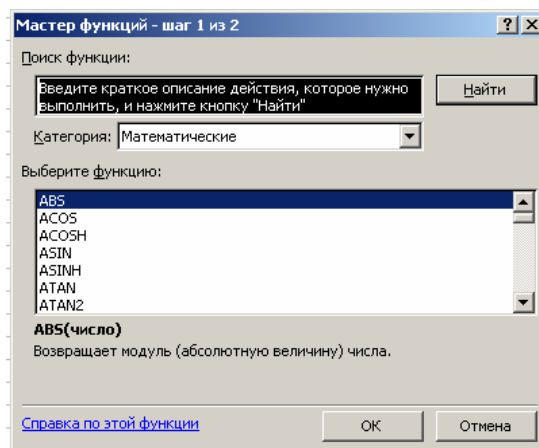 Мастер функций - шаг 1 из 2
Поиск функции:
Введите краткое описание действия, которое нужно
выполнить, и нажмите кнопку "Найти"
Найти
Категория: Математические
Выберите функцию:
ABS
ACOS
ACOSH
ASIN
ASINH
ATAN
ATAN2
ABS(число)
Возвращает модуль (абсолютную величину) числа.
Справка по этой функции
ОК
Отмена